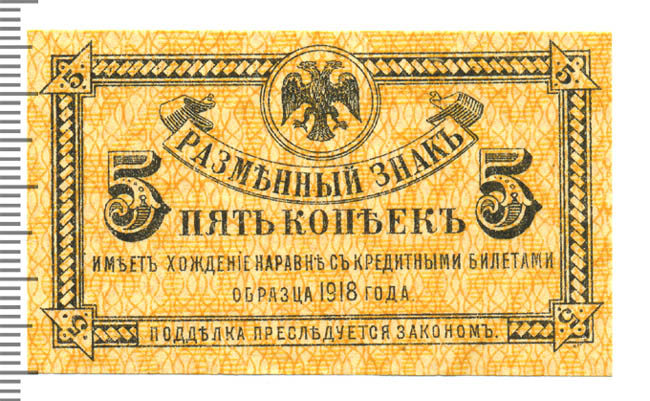 5 5
РАЗМѢННЫЙ ЗНАКЪ
5 ПЯТЬ КОПѢЕКЪ 5
ИМѢЕТЪ ХОЖДЕНІЕ НАРАВНѢ СЪ КРЕДИТНЫМИ БИЛЕТАМИ
ОБРАЗЦА 1918 ГОДА.
5 5
ПОДДѢЛКА ПРЕСЛѢДУЕТСЯ ЗАКОНОМЪ.